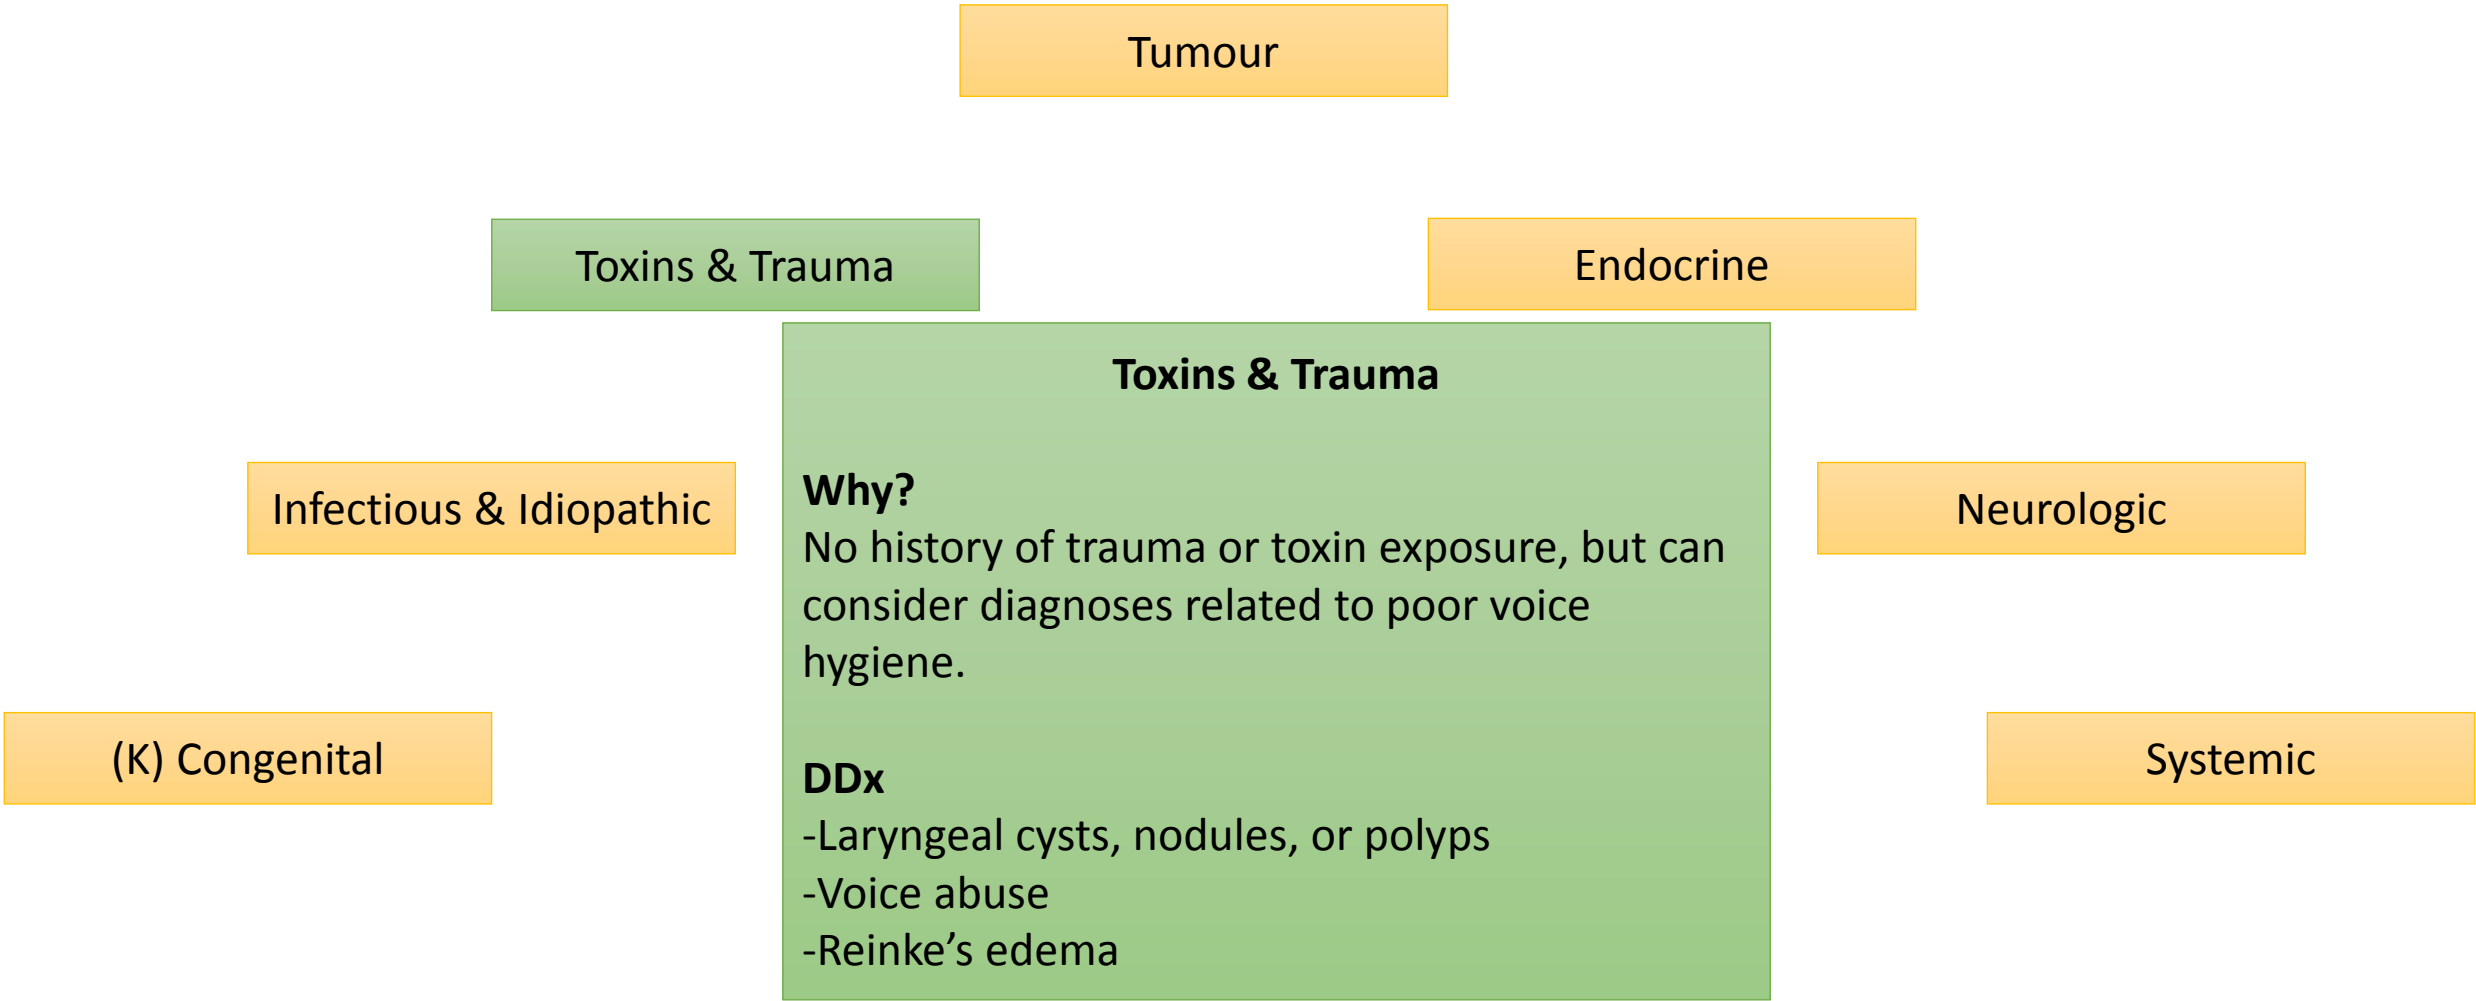 Tumour
Toxins & Trauma
Endocrine
Toxins & Trauma
Why?
No history of trauma or toxin exposure, but can
consider diagnoses related to poor voice
hygiene.
DDx
-Laryngeal cysts, nodules, or polyps
-Voice abuse
-Reinke’s edema
Infectious & Idiopathic
Neurologic
(K) Congenital
Systemic